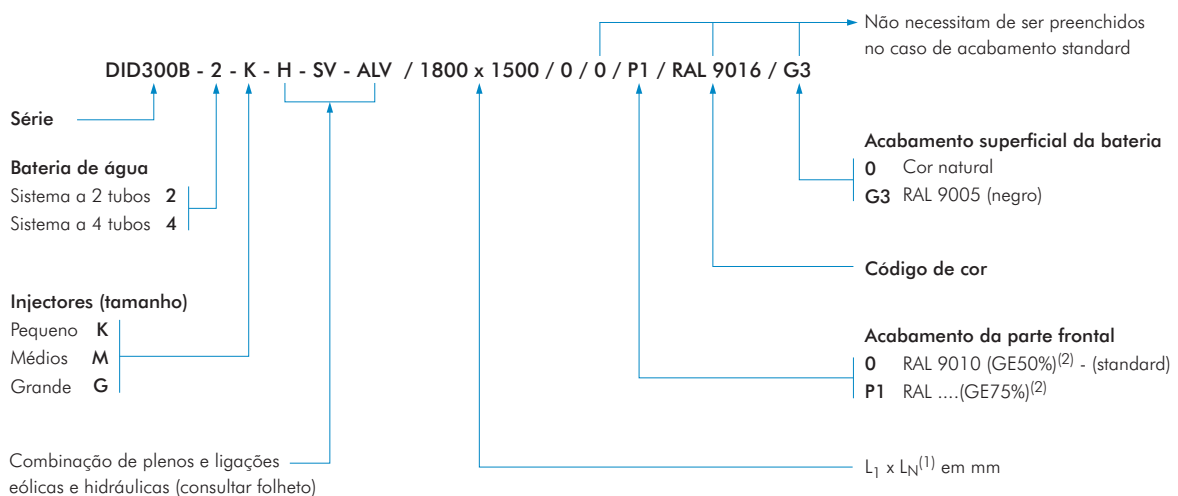 Não necessitam de ser preenchidos
no caso de acabamento standard
DID300B - 2 - K - H - SV - ALV / 1800 x 1500 / 0 / 0 / P1 / RAL 9016 / G3
Série
Bateria de água
Sistema a 2 tubos 2
Sistema a 4 tubos 4
Injectores (tamanho)
Pequeno K
Médios M
Grande G
Combinação de plenos e ligações
eólicas e hidráulicas (consultar folheto)
Acabamento superficial da bateria
0 Cor natural
G3 RAL 9005 (negro)
Código de cor
Acabamento da parte frontal
0 RAL 9010 (GE50%)(2) - (standard)
P1 RAL ....(GE75%)(2)
L1 x LN(1) em mm